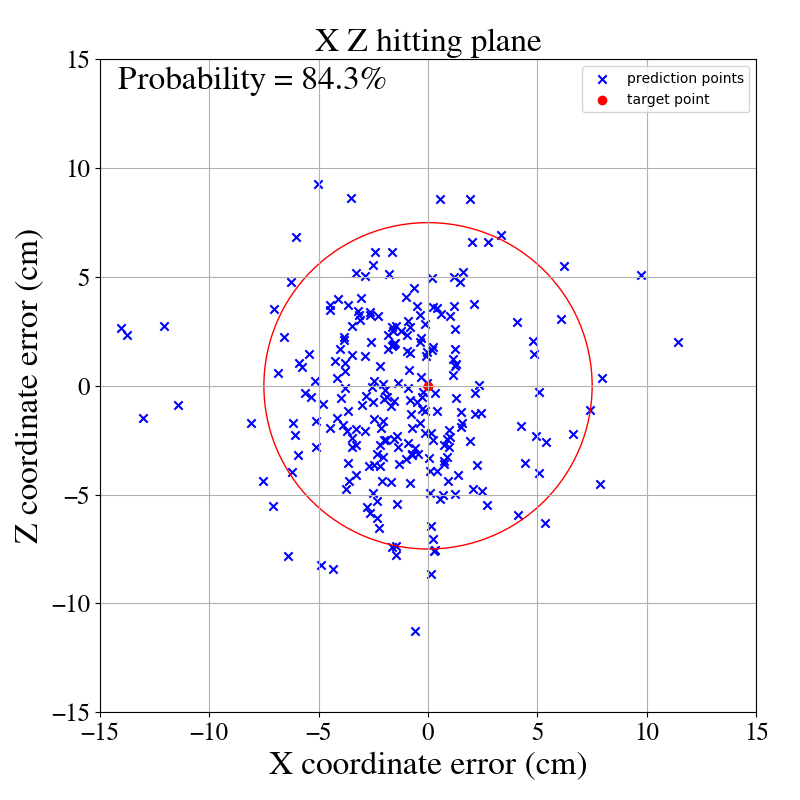 X Z hitting plane
Probability = 84.3%
prediction points
target point
15
10
5
0
−5
−10
−15
Z coordinate error (cm)
−15 −10 −5 0 5 10 15
X coordinate error (cm)